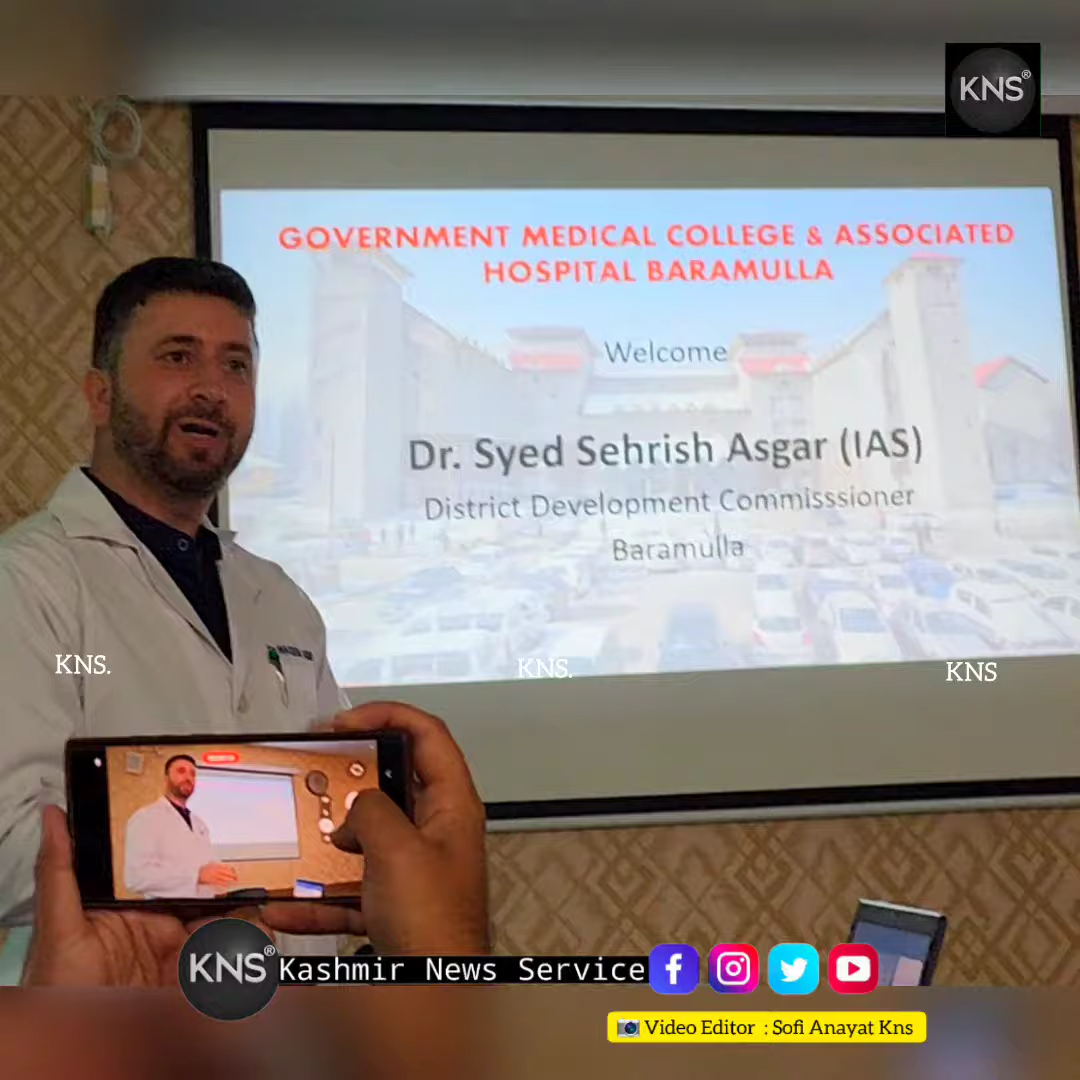 KNS®
GOVERNMENT MEDICAL COLLEGE & ASSOCIATED
HOSPITAL BARAMULLA
Welcome
Dr. Syed Sehrish Asgar (IAS)
District Development Commisssioner
Baramulla
KNS.
KNS.
KNS
KNS®
Kashmir News Service
Video Editor : Sofi Anayat Kns